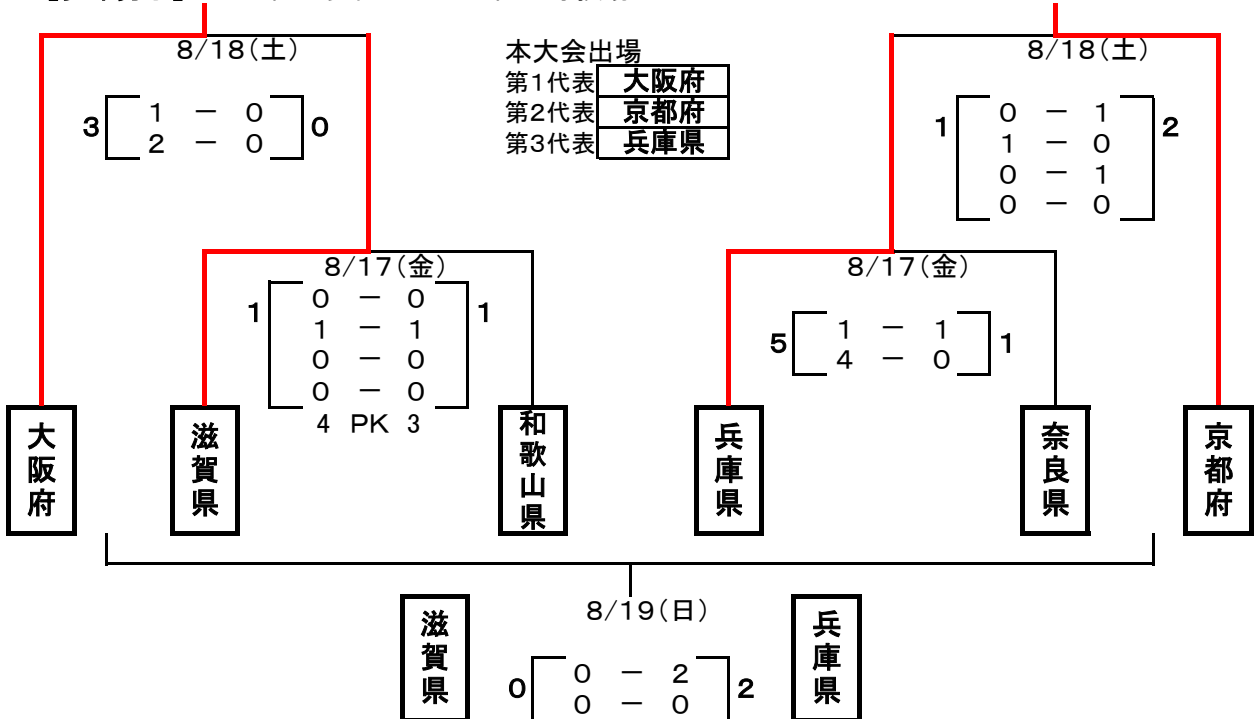 8/18(土)
3 1 － 0 0
2 － 0
本大会出場
第1代表 大阪府
第2代表 京都府
第3代表 兵庫県
8/18(土)
1 0 － 1 2
1 － 0
0 － 1
0 － 0
8/17(金)
1 0 － 0 1
1 － 1
0 － 0
0 － 0
4 PK 3
8/17(金)
5 1 － 1 1
4 － 0
大阪府
滋賀県
和歌山県
兵庫県
奈良県
京都府
滋賀県
8/19(日)
0 0 － 2 2
0 － 0
兵庫県